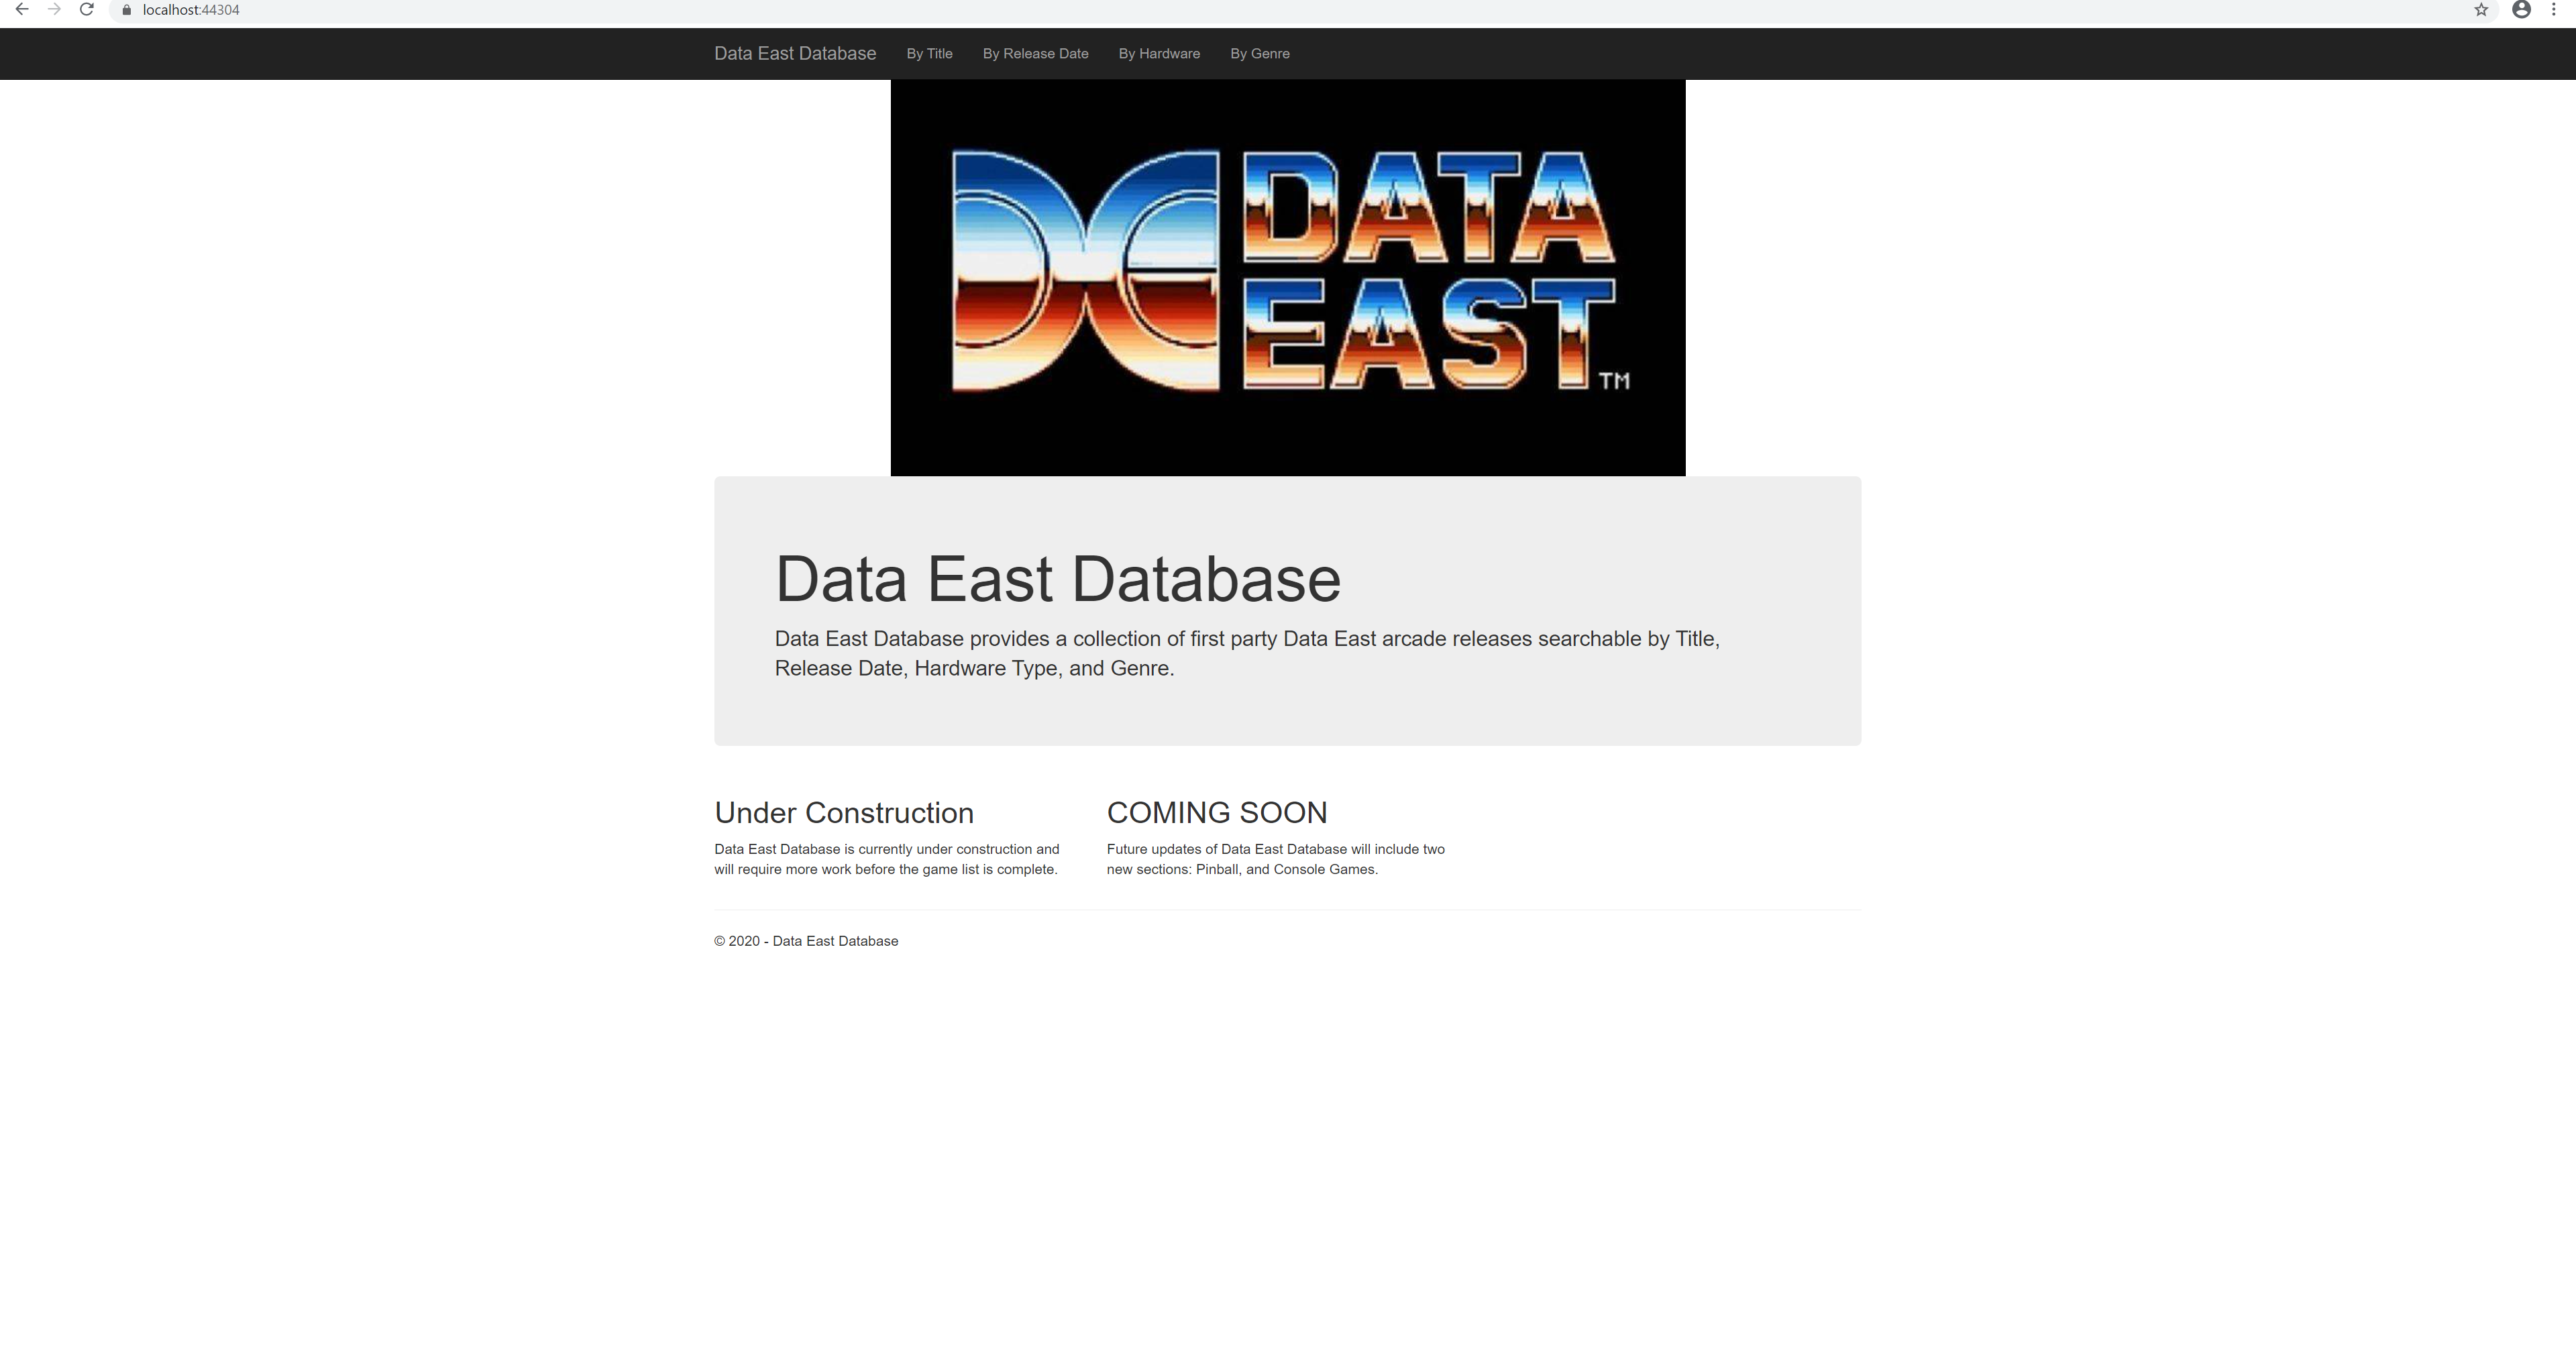 localhost:44304
Data East Database By Title By Release Date By Hardware By Genre
DATA
EAST TM
Data East Database
Data East Database provides a collection of first party Data East arcade releases searchable by Title,
Release Date, Hardware Type, and Genre.
Under Construction
Data East Database is currently under construction and
will require more work before the game list is complete.
COMING SOON
Future updates of Data East Database will include two
new sections: Pinball, and Console Games.
© 2020 - Data East Database